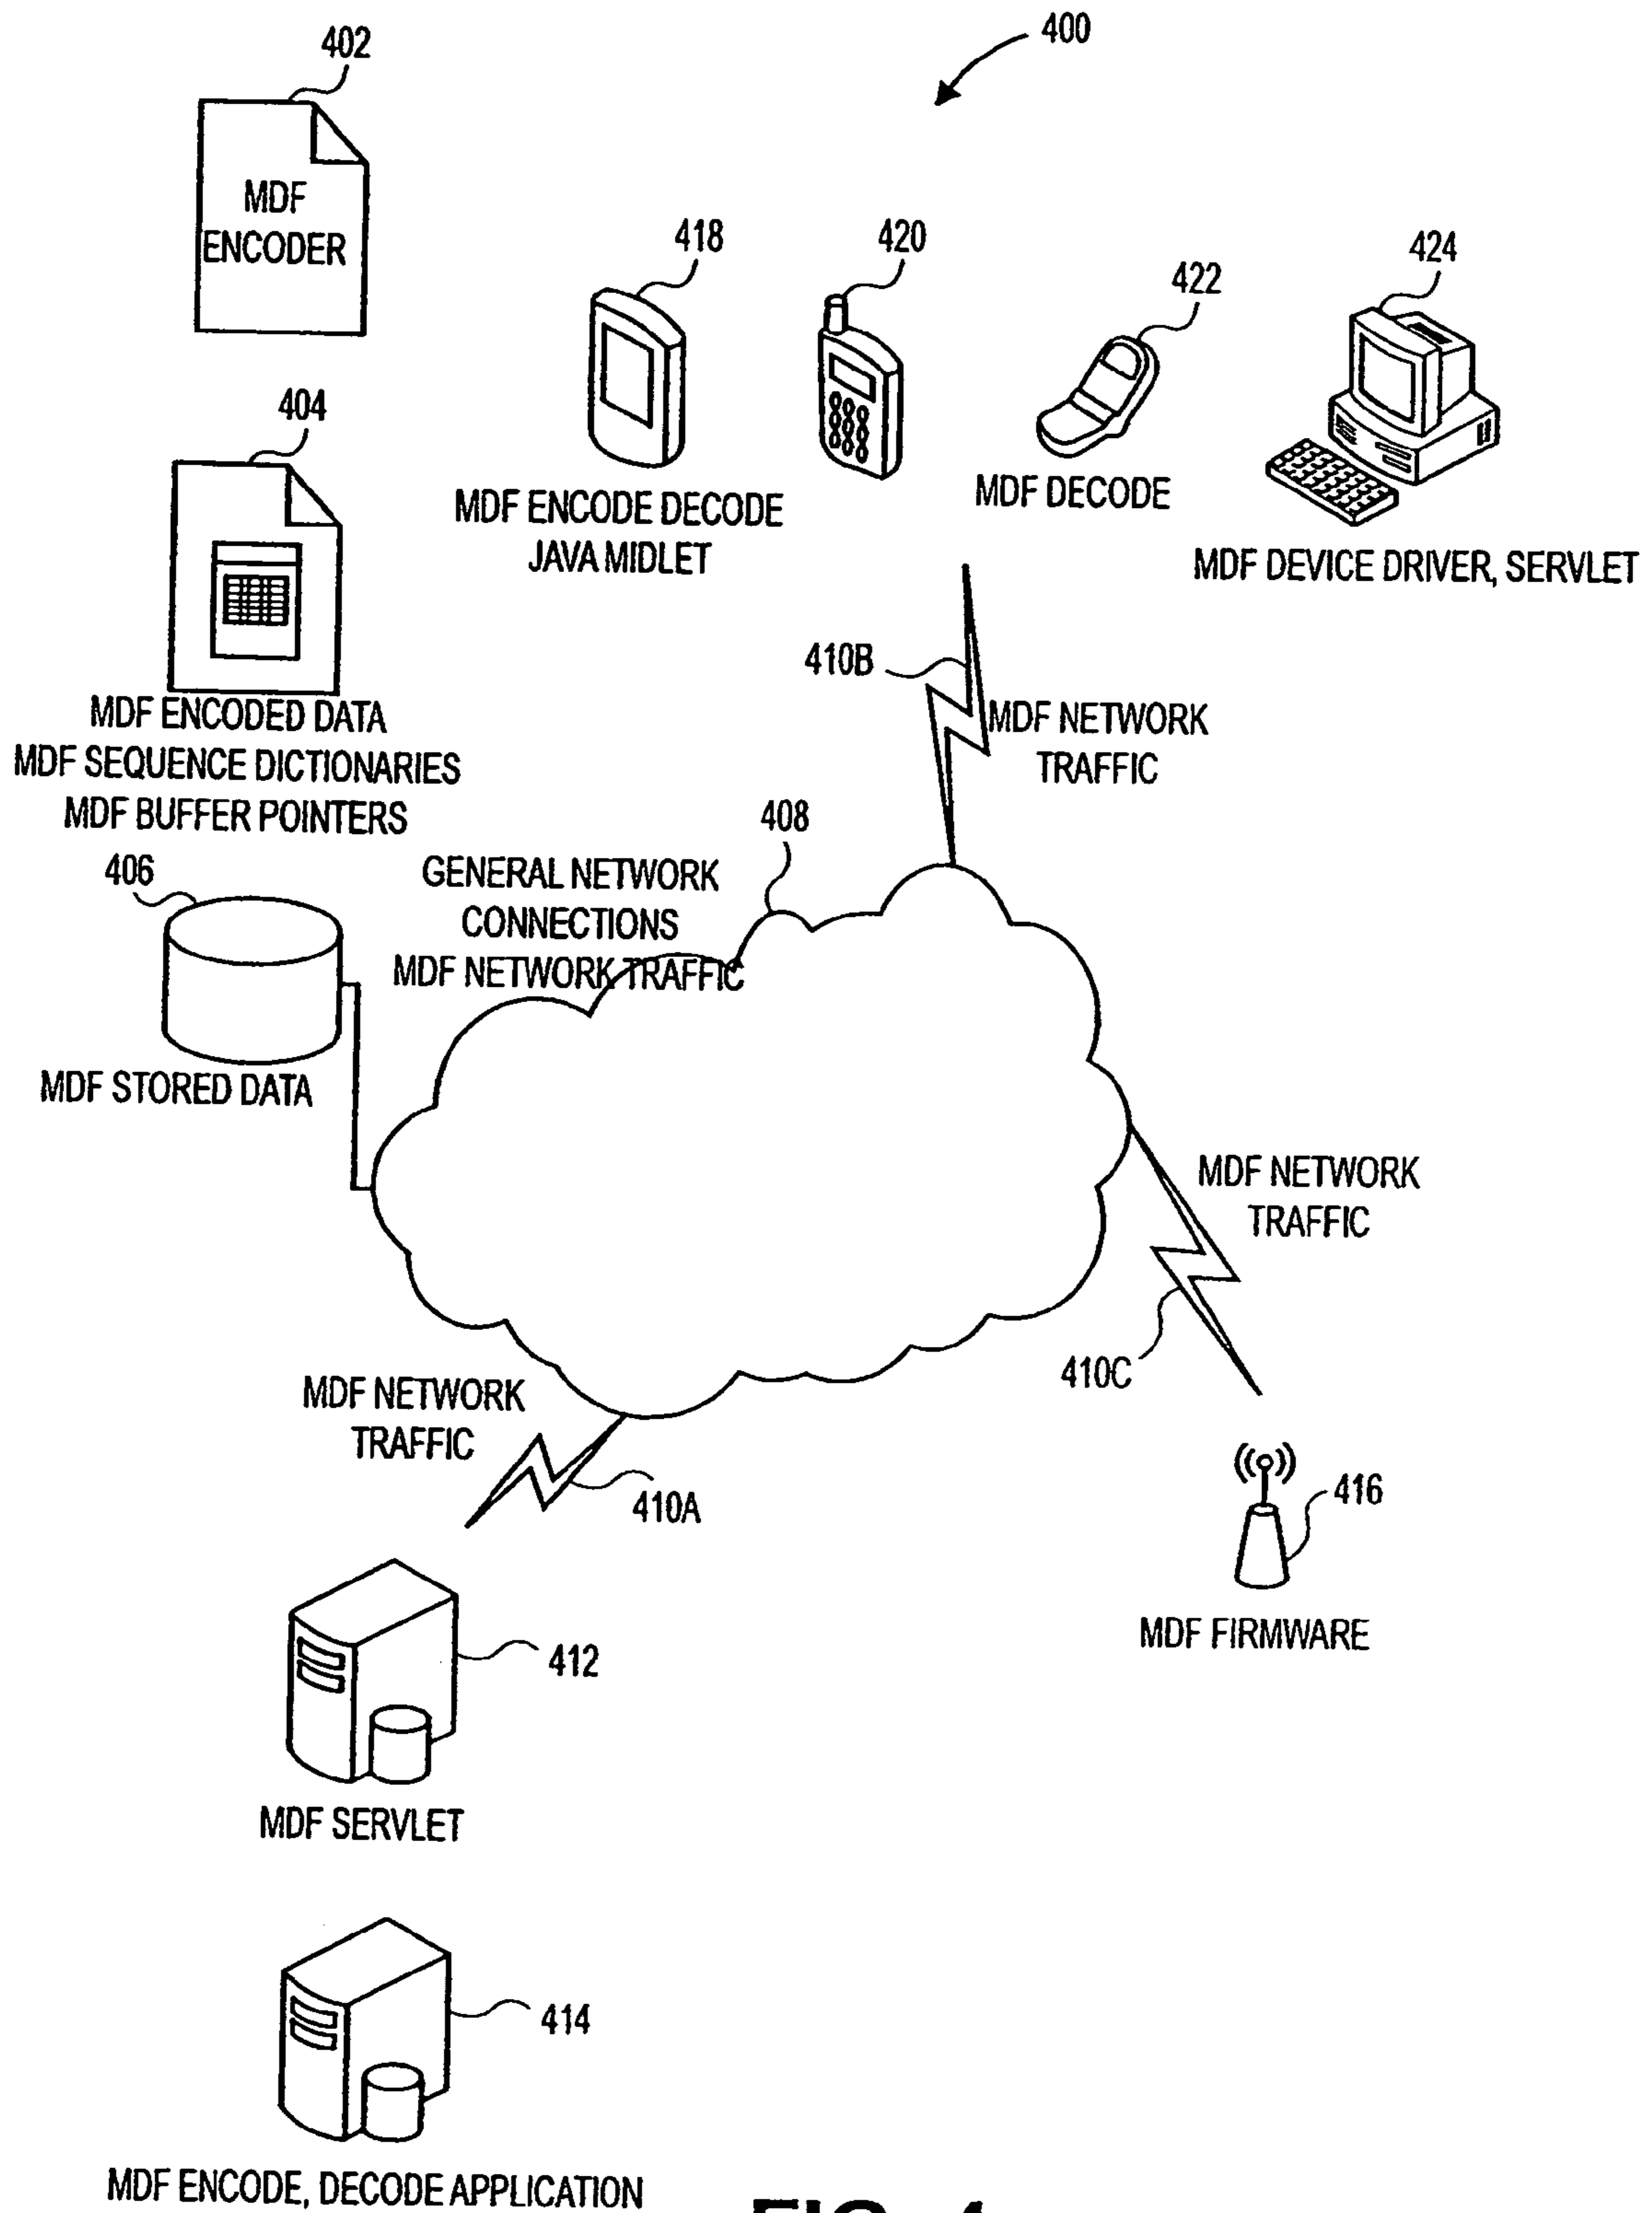 400
402
MDF
ENCODER
418
420
422
424
404
MDF ENCODE DECODE
JAVA MIDLET
MDF DECODE
MDF DEVICE DRIVER, SERVLET
410B
MDF NETWORK
TRAFFIC
MDF ENCODED DATA
MDF SEQUENCE DICTIONARIES
MDF BUFFER POINTERS
406
408
GENERAL NETWORK
CONNECTIONS
MDF NETWORK TRAFFIC
MDF STORED DATA
MDF NETWORK
TRAFFIC
410C
MDF NETWORK
TRAFFIC
410A
416
MDF FIRMWARE
412
MDF SERVLET
414
MDF ENCODE, DECODE APPLICATION